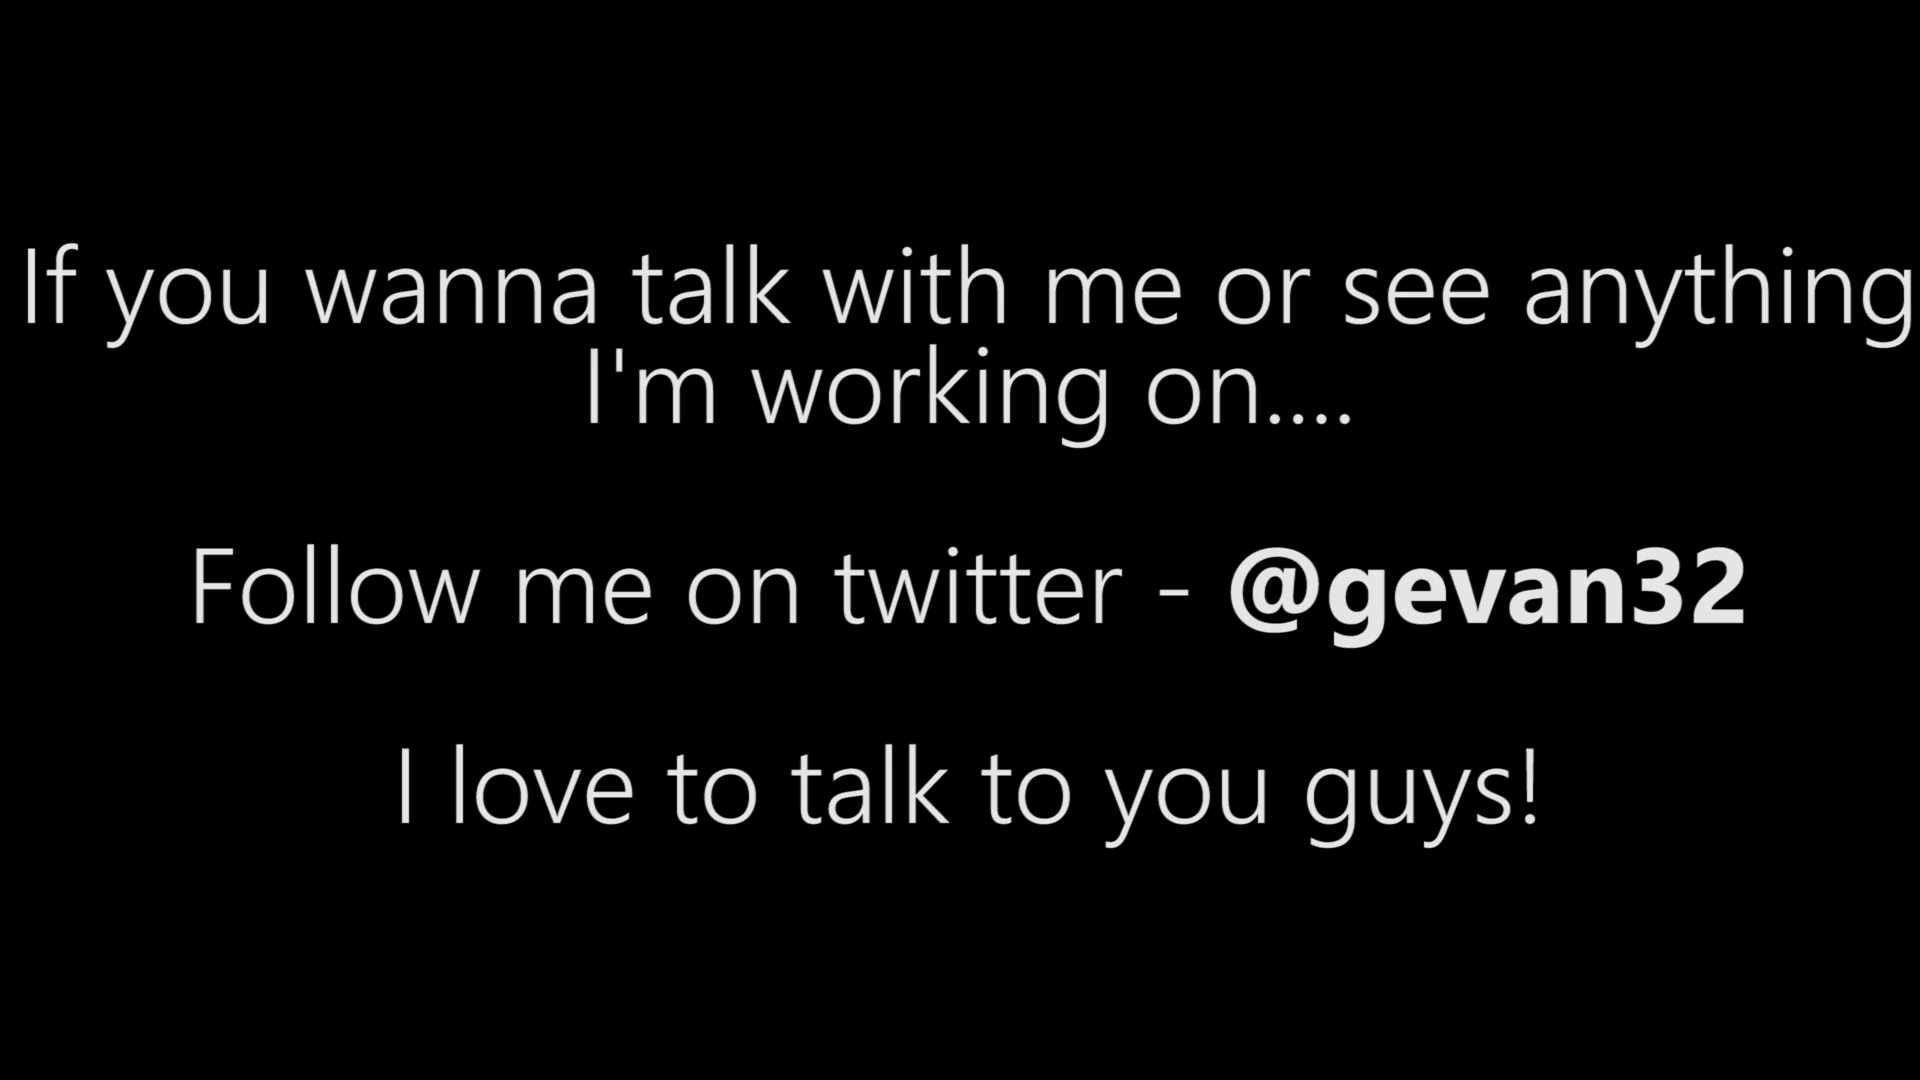 If you wanna talk with me or see anything
I'm working on....
Follow me on twitter - @gevan32
I love to talk to you guys!